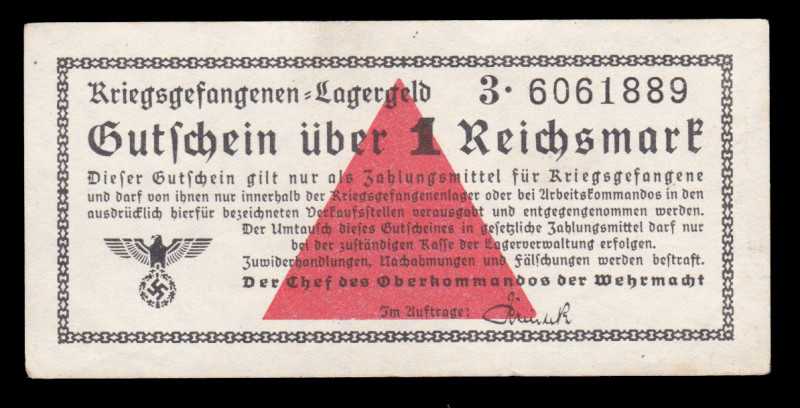 Kriegsgefangenen-Lagergeld 3· 6061889
Gutschein über 1 Reichsmark
Dieser Gutschein gilt nur als Zahlungsmittel für Kriegsgefangene
und darf von ihnen nur innerhalb der Kriegsgefangenenlager oder bei Arbeitskommandos in den
ausdrücklich hierfür bezeichneten Verkaufsstellen verausgabt und entgegengenommen werden.
Der Umtausch dieses Gutscheines in gesetzliche Zahlungsmittel darf nur
bei der zuständigen Kasse der Lagerverwaltung erfolgen.
Zuwiderhandlungen, Nachahmungen und Fälschungen werden bestraft.
Der Chef des Oberkommandos der Wehrmacht
Im Auftrage: